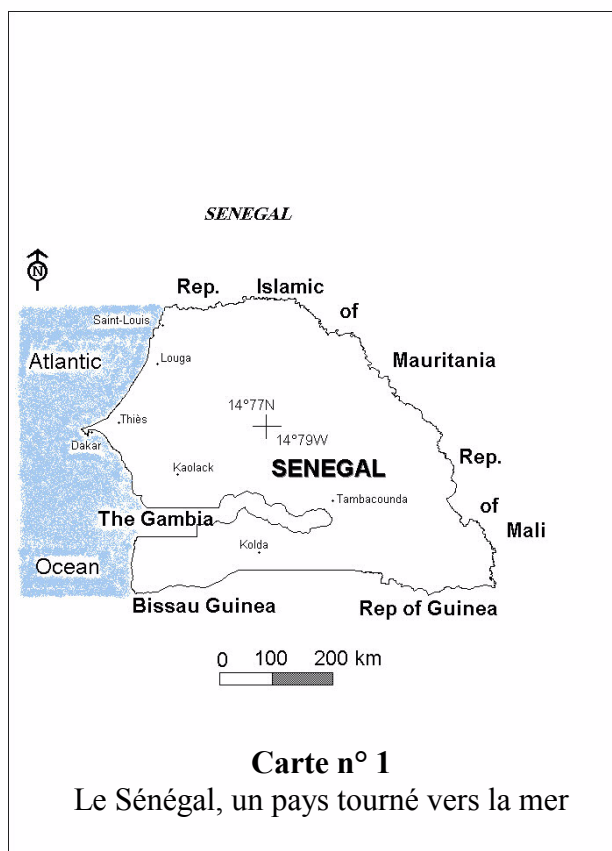 SENEGAL
N
Rep. Islamic
of
Mauritania
Saint-Louis
Atlantic
Louga
14°77N
14°79W
Thiès
Dakar
Kaolack
SENEGAL
Rep.
of
Mali
Tambacounda
The Gambia
Kolda
Ocean
Bissau Guinea
Rep of Guinea
0 100 200 km
Carte n° 1
Le Sénégal, un pays tourné vers la mer